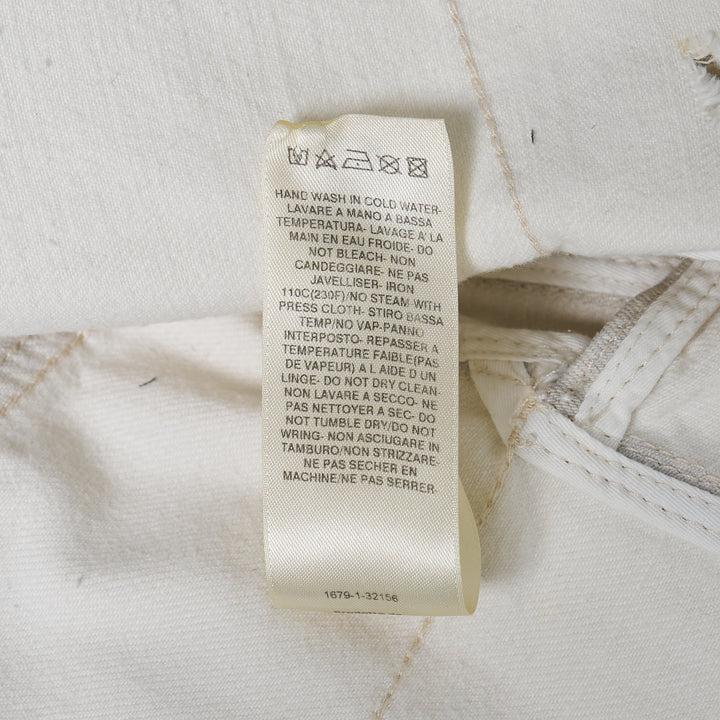 HAND WASH IN COLD WATER-
LAVARE A MANO A BASSA
TEMPERATURA- LAVAGE A LA
MAIN EN EAU FROIDE- DO
NOT BLEACH- NON
CANDEGGIARE- NE PAS
JAVELLISER- IRON
110C(230F)/NO STEAM-WITH
PRESS CLOTH- STIRO BASSA
TEMP/NO VAP-PANNO
INTERPOSTO- REPASSER A
TEMPERATURE FAIBLE(PAS
DE VAPEUR) A L AIDE D UN
LINGE- DO NOT DRY CLEAN-
NON LAVARE A SECCO- NE
PAS NETTOYER A SEC- DO
NOT TUMBLE DRY/DO NOT
WRING- NON ASCIUGARE IN
TAMBURO/NON STRIZZARE-
NE PAS SECHER EN
MACHINE/NE PAS SERRER-
1679-1-32156